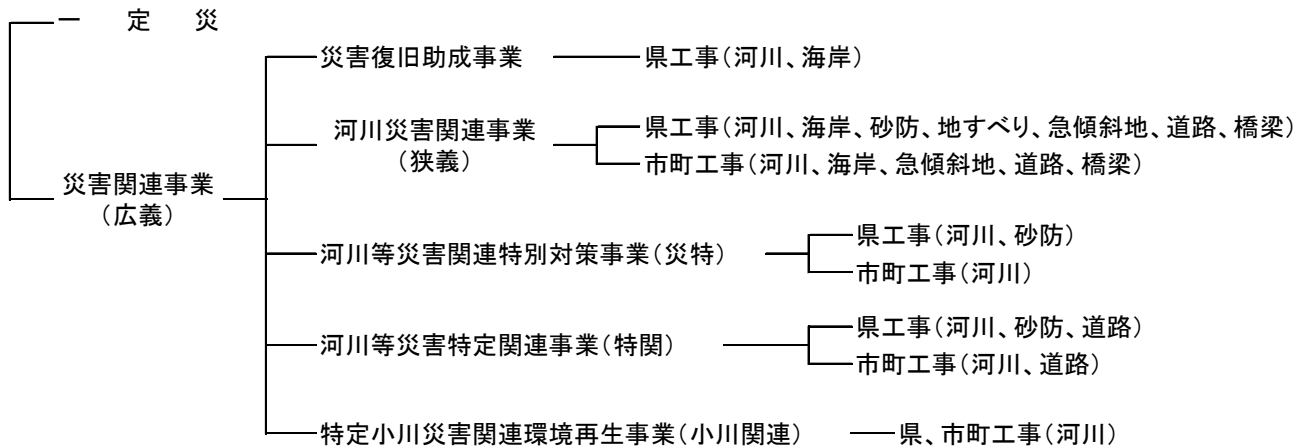 一定災
災害復旧助成事業
県工事(河川、海岸)
河川災害関連事業
(狭義)
県工事(河川、海岸、砂防、地すべり、急傾斜地、道路、橋梁)
市町工事(河川、海岸、急傾斜地、道路、橋梁)
災害関連事業
(広義)
河川等災害関連特別対策事業(災特)
県工事(河川、砂防)
市町工事(河川)
河川等災害特定関連事業(特関)
県工事(河川、砂防、道路)
市町工事(河川、道路)
特定小川災害関連環境再生事業(小川関連)
県、市町工事(河川)